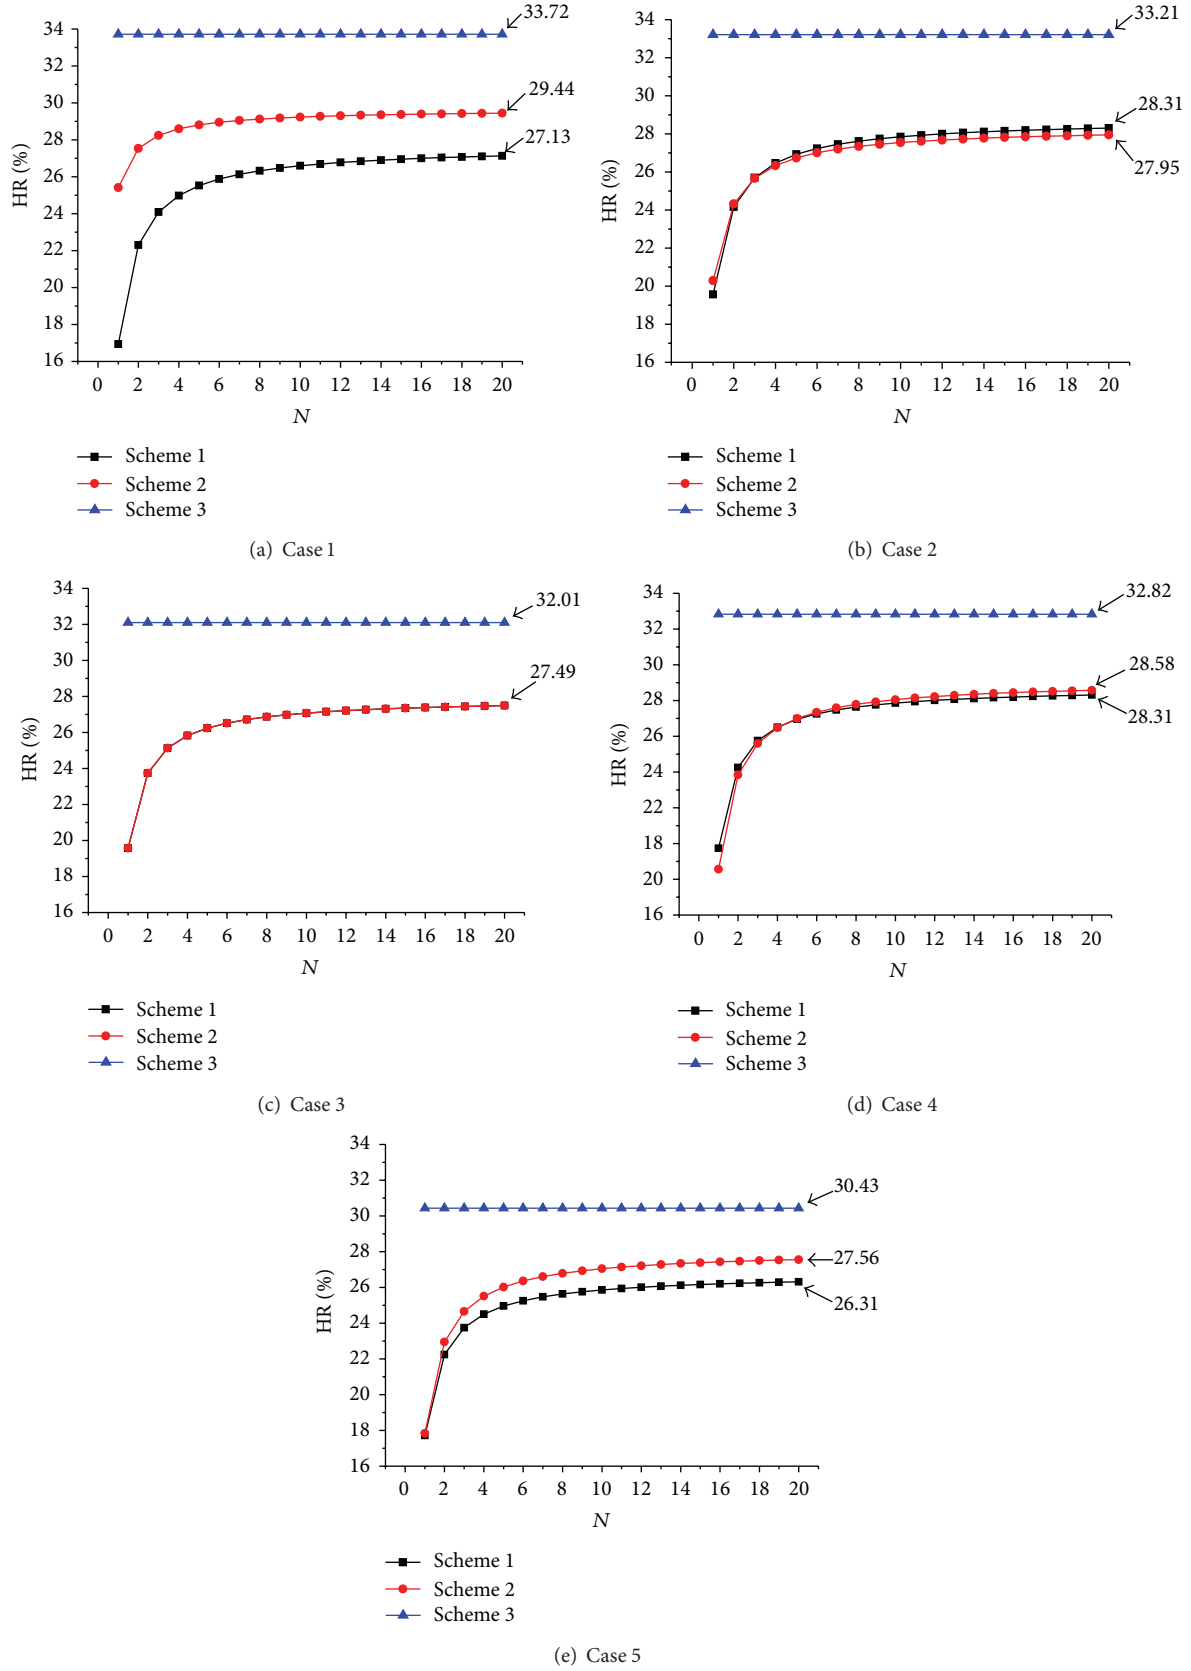 33.72
34
32
30
28
26
24
22
20
18
16
HR (%)
29.44
27.13
0 2 4 6 8 10 12 14 16 18 20
N
Scheme 1
Scheme 2
Scheme 3
(a) Case 1
33.21
34
32
30
28
26
24
22
20
18
16
HR (%)
28.31
27.95
0 2 4 6 8 10 12 14 16 18 20
N
Scheme 1
Scheme 2
Scheme 3
(b) Case 2
34
32
30
28
26
24
22
20
18
16
HR (%)
32.01
27.49
0 2 4 6 8 10 12 14 16 18 20
N
Scheme 1
Scheme 2
Scheme 3
(c) Case 3
34
32
30
28
26
24
18
20
16
HR (%)
32.82
28.58
28.31
0 2 4 6 8 10 12 14 16 18 20
N
Scheme 1
Scheme 2
Scheme 3
(d) Case 4
34
32
30
28
26
24
22
20
18
16
HR (%)
30.43
27.56
26.31
0 2 4 6 8 10 12 14 16 18 20
N
Scheme 1
Scheme 2
Scheme 3
(e) Case 5